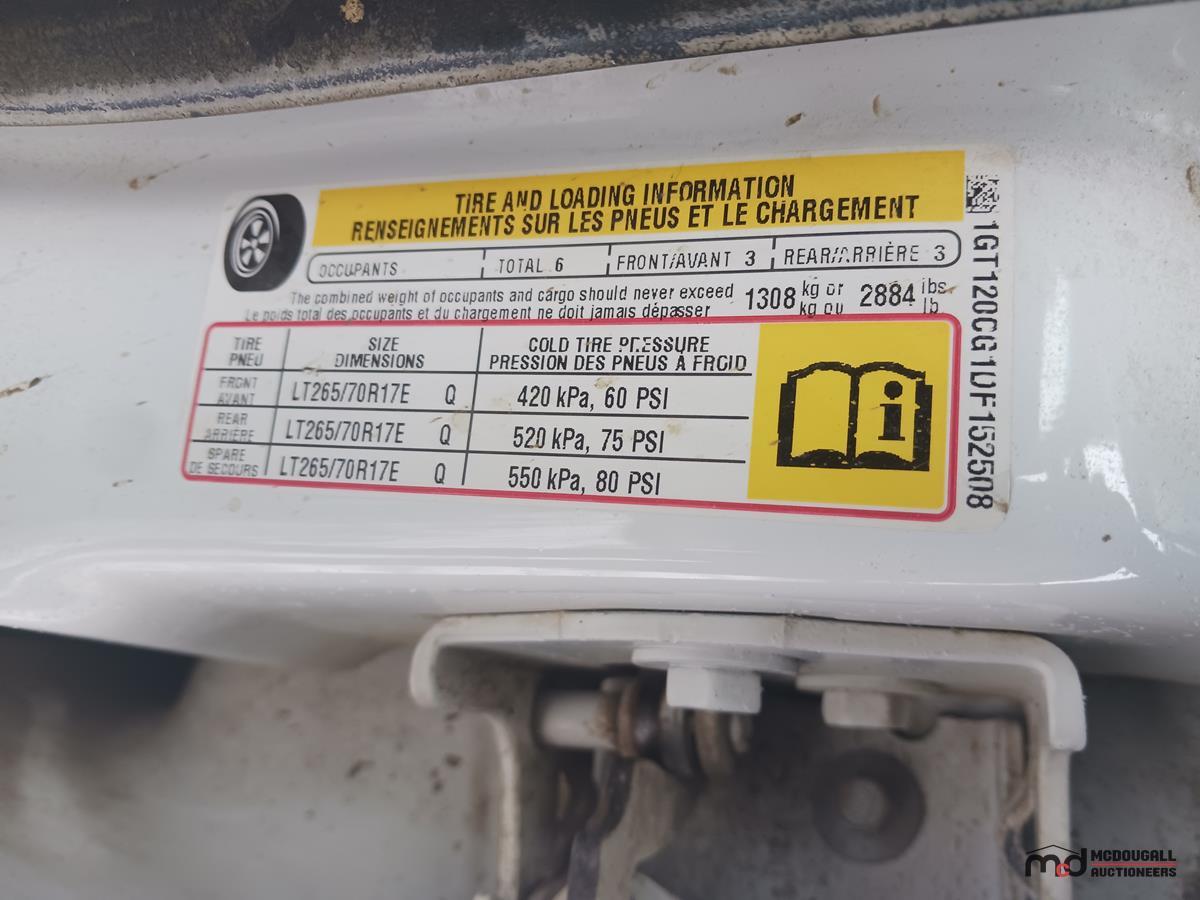 TIRE AND LOADING INFORMATION
RENSEIGNEMENTS SUR LES PNEUS ET LE CHARGEMENT
OCCUPANTS TOTAL 6 FRONT/AVANT 3 REAR/ARRIÈRE 3
The combined weight of occupants and cargo should never exceed 1308 kg or 2884 lbs
Le poids total des occupants et du chargement ne doit jamais dépasser kg ou lb
TIRE SIZE COLD TIRE PRESSURE
PNEU DIMENSIONS PRESSION DES PNEUS À FROID
FRONT AVANT LT265/70R17E Q 420 kPa, 60 PSI
REAR ARRIÈRE LT265/70R17E Q 520 kPa, 75 PSI
SPARE DE SECOURS LT265/70R17E Q 550 kPa, 80 PSI
i
1GT120CG1DF152508
mcd MCDOUGALL
AUCTIONEERS